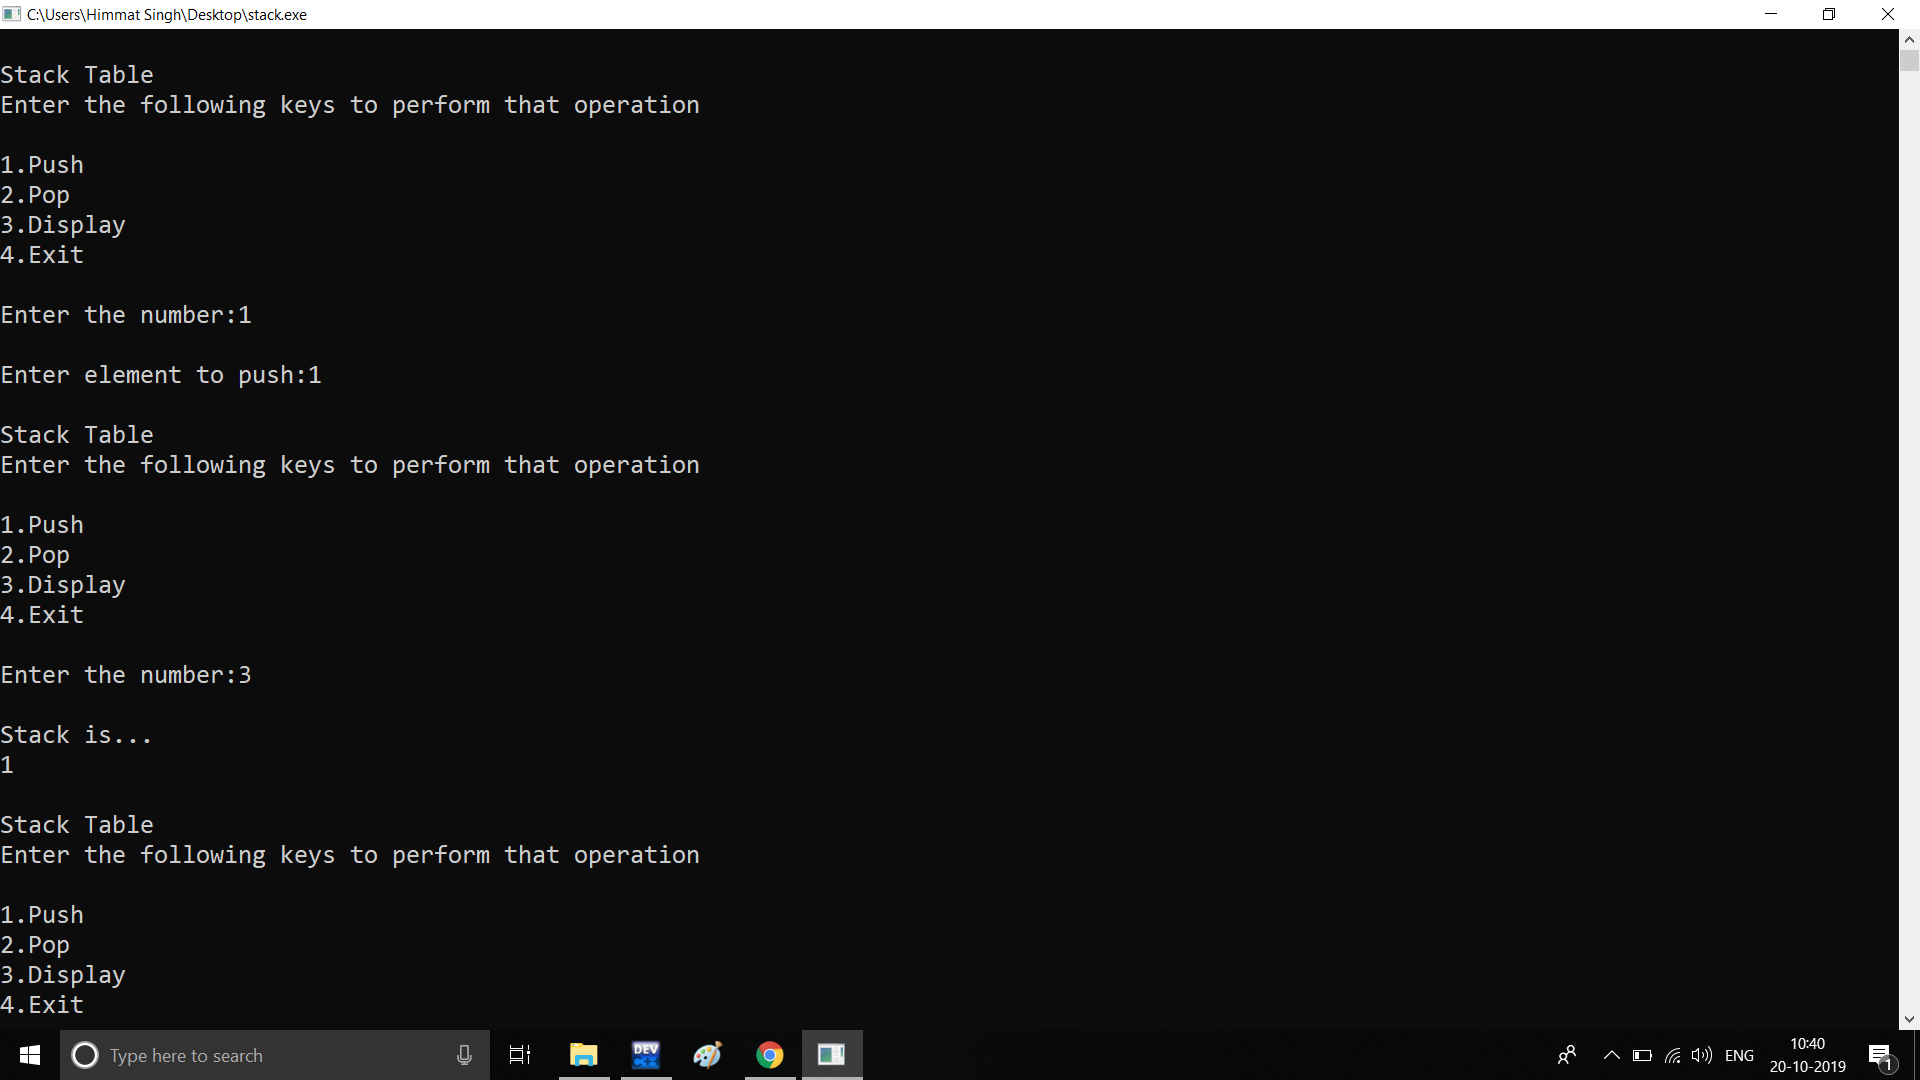 C:\Users\Himmat Singh\Desktop\stack.exe
Stack Table
Enter the following keys to perform that operation
1.Push
2.Pop
3.Display
4.Exit
Enter the number:1
Enter element to push:1
Stack Table
Enter the following keys to perform that operation
1.Push
2.Pop
3.Display
4.Exit
Enter the number:3
Stack is...
1
Stack Table
Enter the following keys to perform that operation
1.Push
2.Pop
3.Display
4.Exit
Type here to search
DEV
C++
ENG
10:40
20-10-2019
1